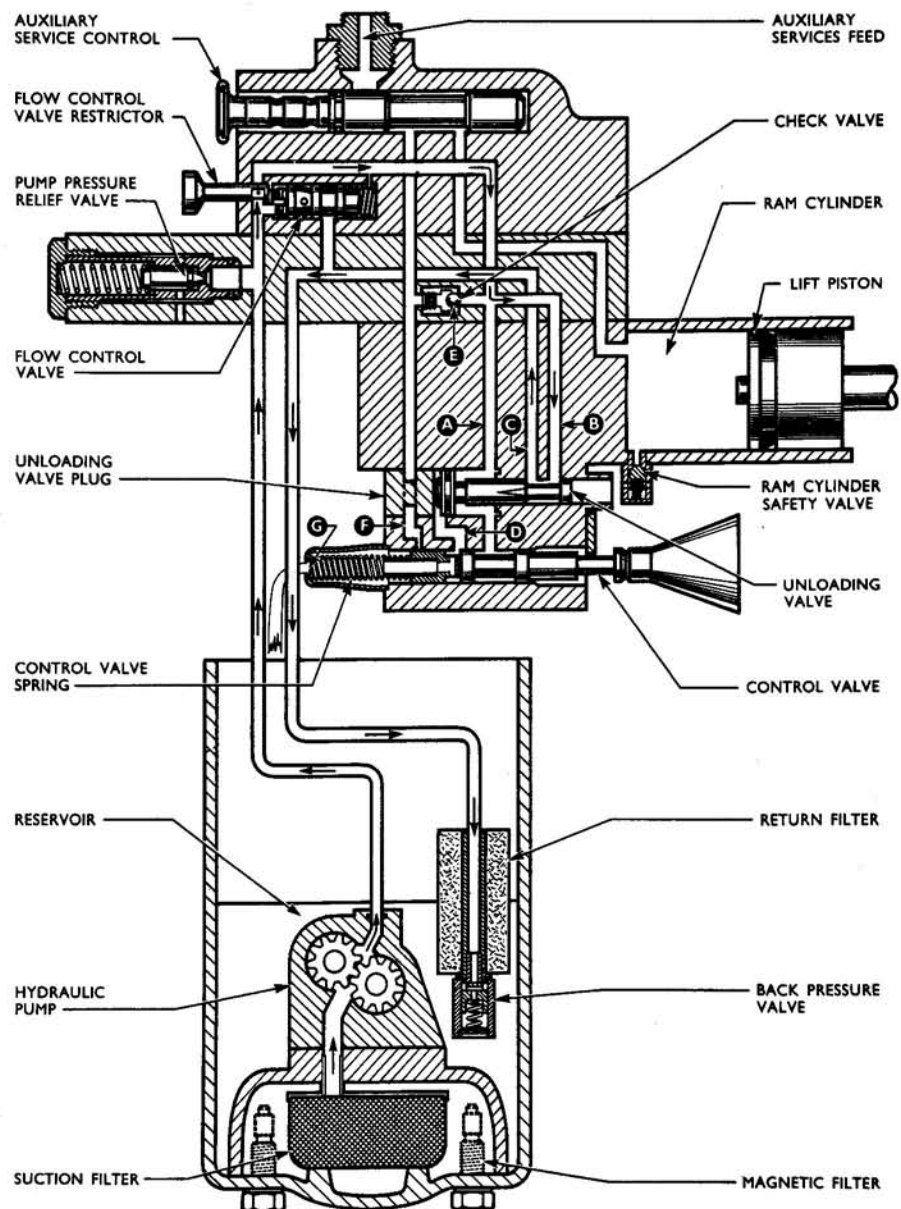 AUXILIARY
SERVICE CONTROL
FLOW CONTROL
VALVE RESTRICTOR
PUMP PRESSURE
RELIEF VALVE
FLOW CONTROL
VALVE
UNLOADING
VALVE PLUG
CONTROL VALVE
SPRING
RESERVOIR
HYDRAULIC
PUMP
SUCTION FILTER
AUXILIARY
SERVICES FEED
CHECK VALVE
RAM CYLINDER
LIFT PISTON
RAM CYLINDER
SAFETY VALVE
UNLOADING
VALVE
CONTROL VALVE
RETURN FILTER
BACK PRESSURE
VALVE
MAGNETIC FILTER
E
A
C
B
F
D
G